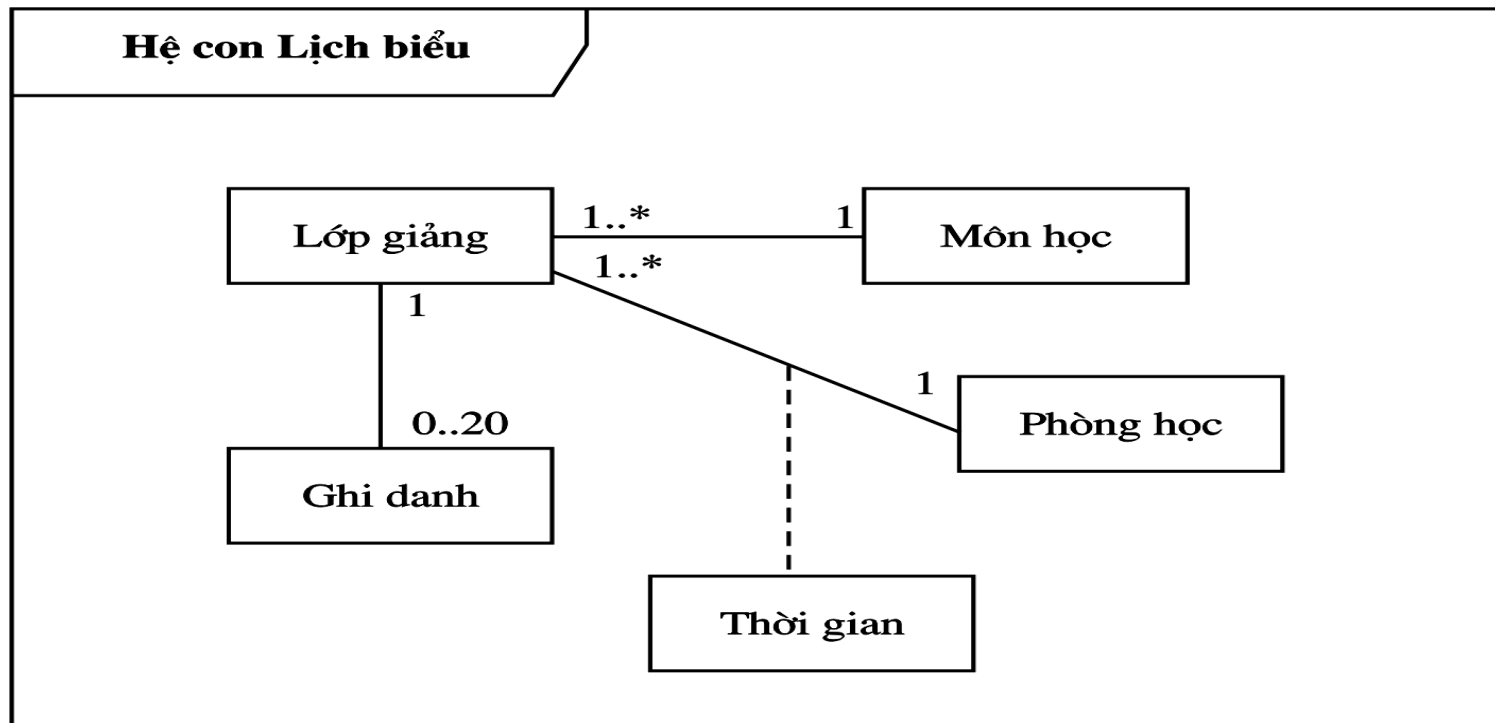 Hệ con Lịch biểu
Lớp giảng
1..*
1
Môn học
1..*
1
1
Phòng học
0..20
Ghi danh
Thời gian